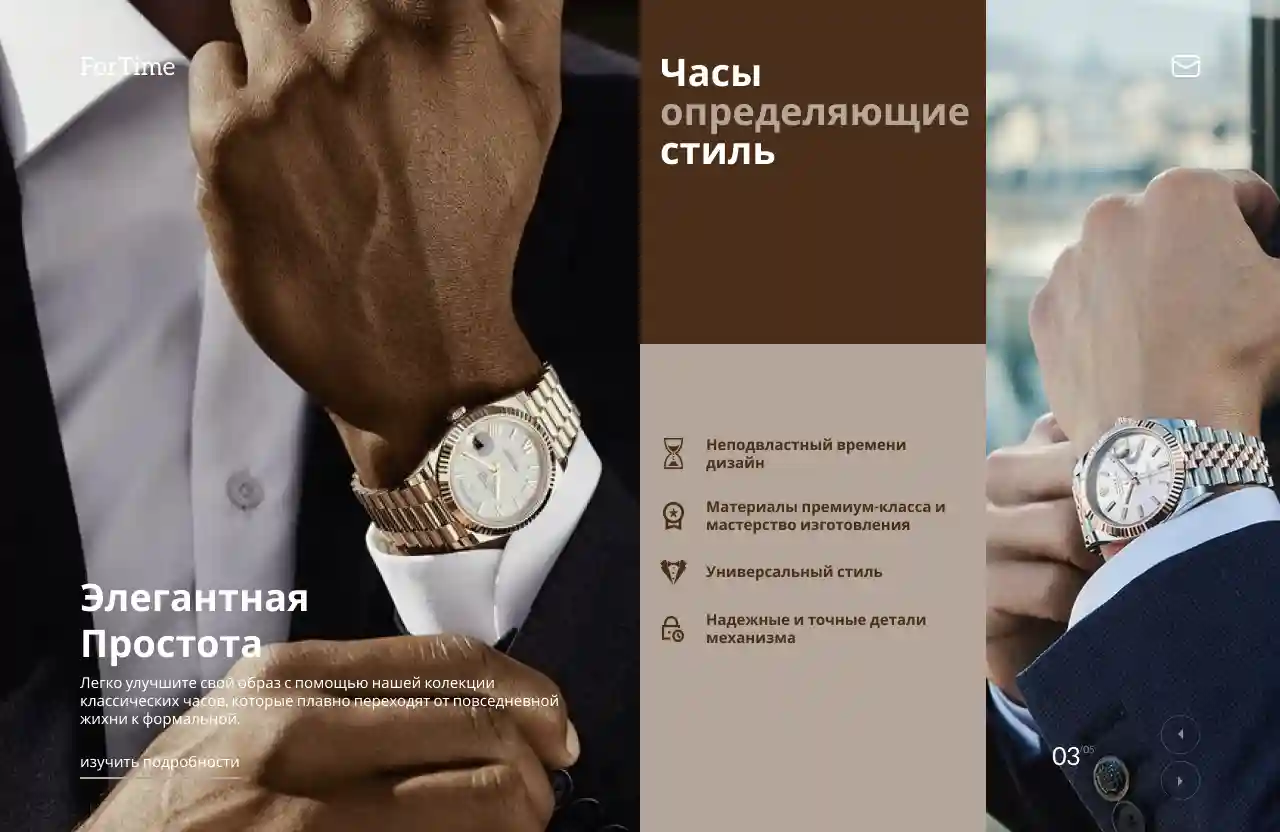 ForTime
Часы
определяющие
стиль
Неподвластный времени
дизайн
Материалы премиум-класса и
мастерство изготовления
Универсальный стиль
Надежные и точные детали
механизма
Элегантная
Простота
Легко улучшите свой образ с помощью нашей колекции
классических часов, которые плавно переходят от повседневной
жихни к формальной.
изучить подробности
03/05